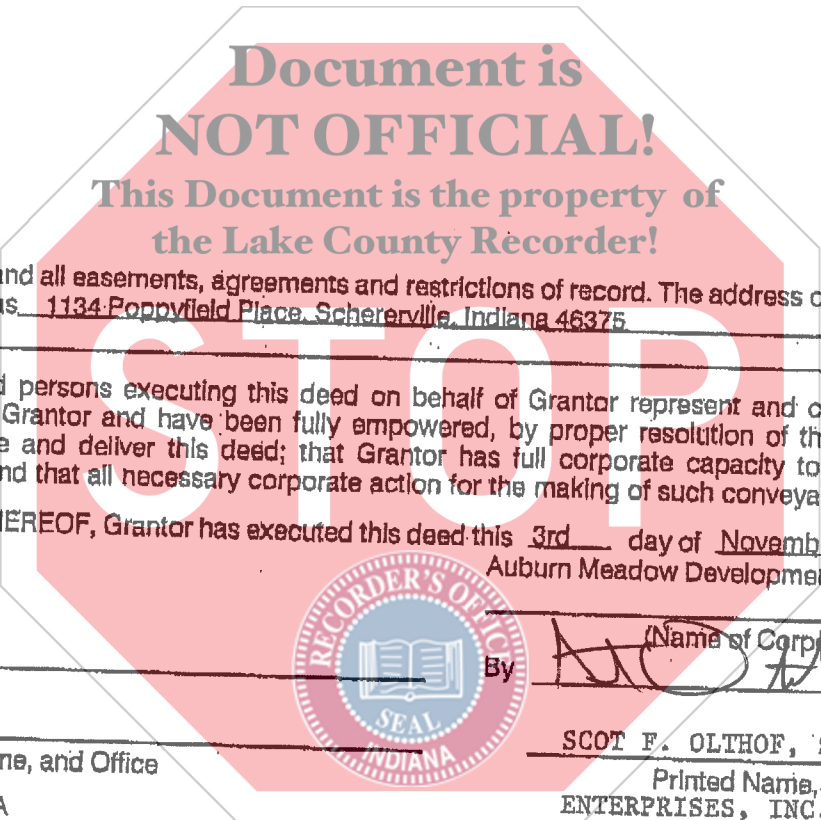 Document is
NOT OFFICIAL!
This Document is the property of
the Lake County Recorder!
and all easements, agreements and restrictions of record. The address o
as 1134 Poppyfield Place, Schererville, Indiana 46375
STOP
d persons executing this deed on behalf of Grantor represent and c
Grantor and have been fully empowered, by proper resolution of th
e and deliver this deed; that Grantor has full corporate capacity to
nd that all necessary corporate action for the making of such conveya
HEREOF, Grantor has executed this deed this 3rd day of Novemb
Auburn Meadow Developme
(Name of Corp
By
RECORDER'S OFFICE
SEAL
INDIANA
SCOT F. OLTHOF,
me, and Office
Printed Name,
ENTERPRISES, INC.
A